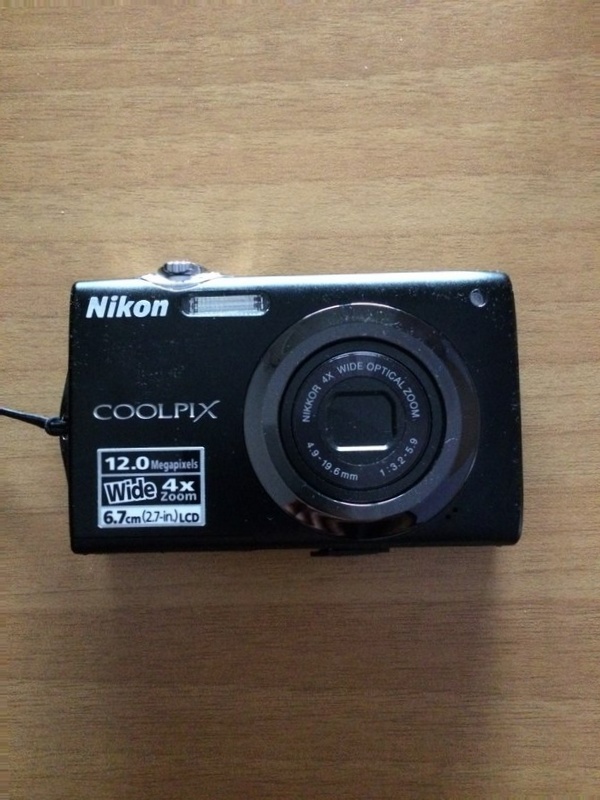 Nikon
COOLPIX
12.0 Megapixels
Wide 4x Zoom
6.7cm (2.7-in.) LCD
NIKKOR 4X WIDE OPTICAL ZOOM
4.9-19.6mm 1:3.2-5.9